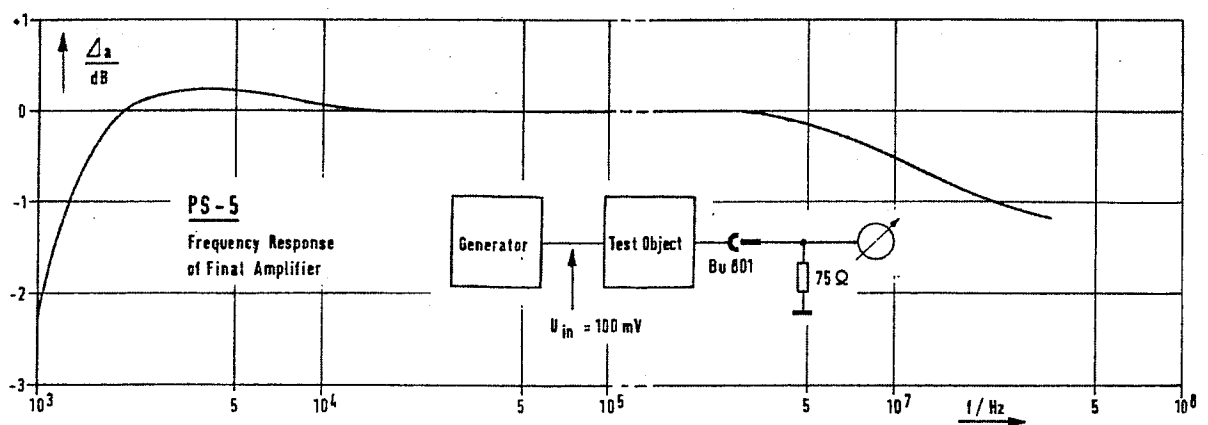 +1
Δa
dB
0
-1
-2
-3
PS-5
Frequency Response
of Final Amplifier
Generator
Test Object
Bu 801
75 Ω
U in = 100 mV
10³
5
10⁴
5
10⁵
5
10⁷
f / Hz
5
10⁸